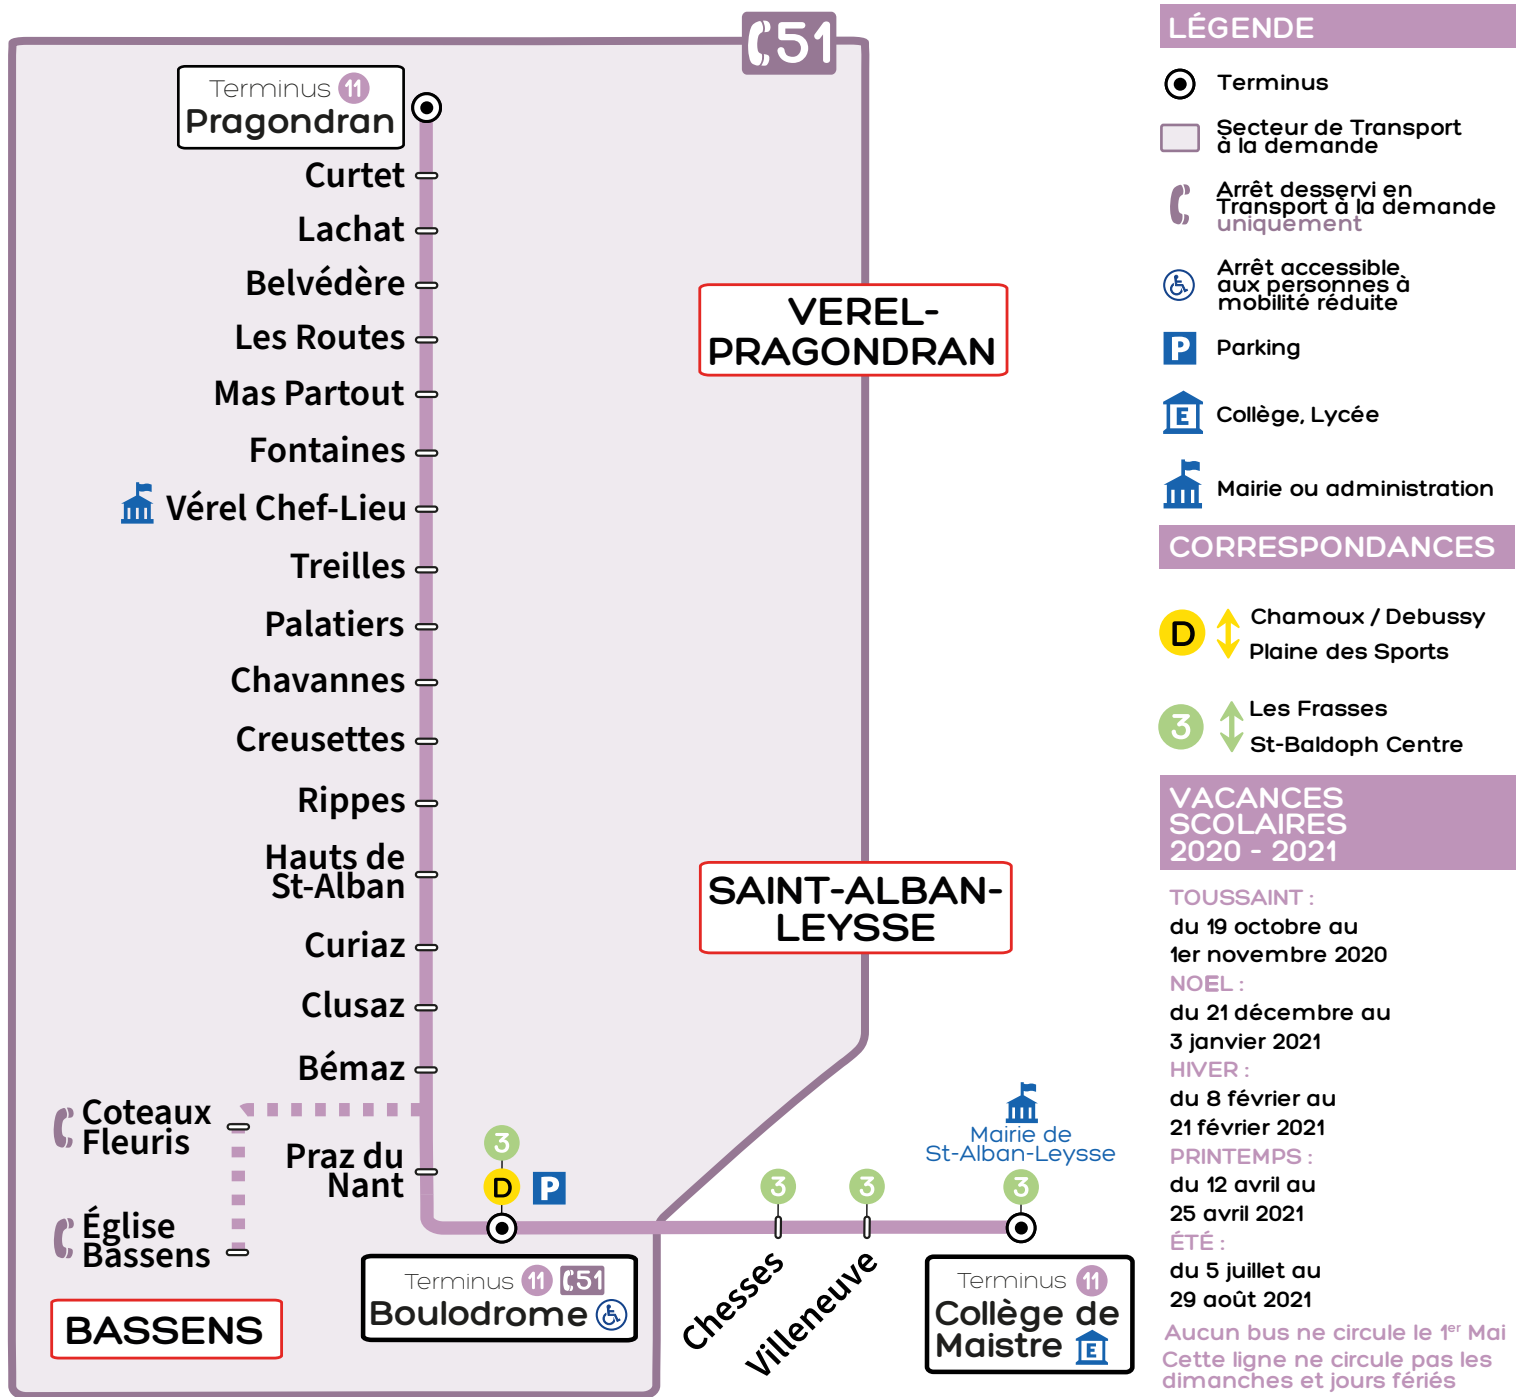 51
Terminus 11
Pragondran
Curtet
Lachat
Belvédère
Les Routes
Mas Partout
Fontaines
Vérel Chef-Lieu
Treilles
Palatiers
Chavannes
Creusettes
Rippes
Hauts de
St-Alban
Curiaz
Clusaz
Bémaz
Coteaux
Fleuris
Église
Bassens
Praz du
Nant
BASSENS
VEREL-
PRAGONDRAN
SAINT-ALBAN-
LEYSSE
3
D P
Terminus 11 51
Boulodrome
3
Chesses
3
Villeneuve
Mairie de
St-Alban-Leysse
3
Terminus 11
Collège de
Maistre E
LÉGENDE
Terminus
Secteur de Transport
à la demande
Arrêt desservi en
Transport à la demande
uniquement
Arrêt accessible
aux personnes à
mobilité réduite
P Parking
E Collège, Lycée
Mairie ou administration
CORRESPONDANCES
D
Chamoux / Debussy
Plaine des Sports
3
Les Frasses
St-Baldoph Centre
VACANCES
SCOLAIRES
2020 - 2021
TOUSSAINT :
du 19 octobre au
1er novembre 2020
NOEL :
du 21 décembre au
3 janvier 2021
HIVER :
du 8 février au
21 février 2021
PRINTEMPS :
du 12 avril au
25 avril 2021
ÉTÉ :
du 5 juillet au
29 août 2021
Aucun bus ne circule le 1er Mai
Cette ligne ne circule pas les
dimanches et jours fériés